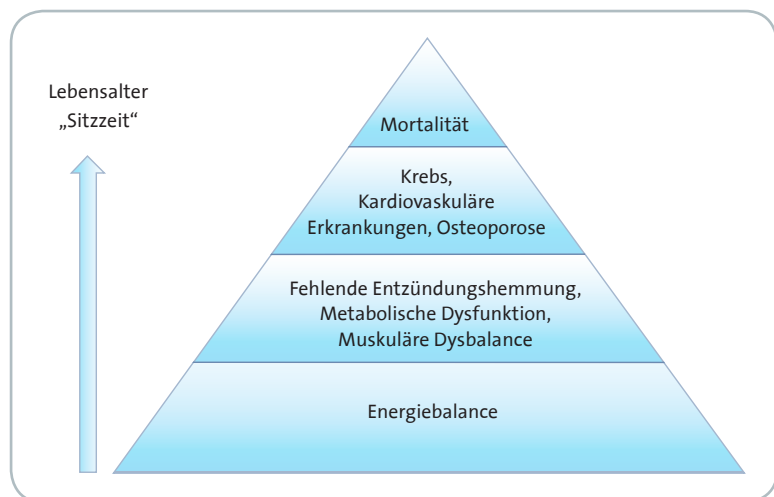 Lebensalter
„Sitzzeit“
Mortalität
Krebs,
Kardiovaskuläre
Erkrankungen, Osteoporose
Fehlende Entzündungshemmung,
Metabolische Dysfunktion,
Muskuläre Dysbalance
Energiebalance